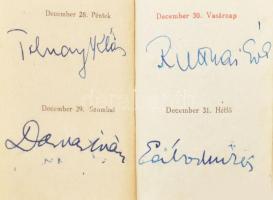 December 28. Péntek
Tolnay Klári
December 29. Szombat
Darvas Iván
December 30. Vasárnap
Ruttkai Éva
December 31. Hétfő